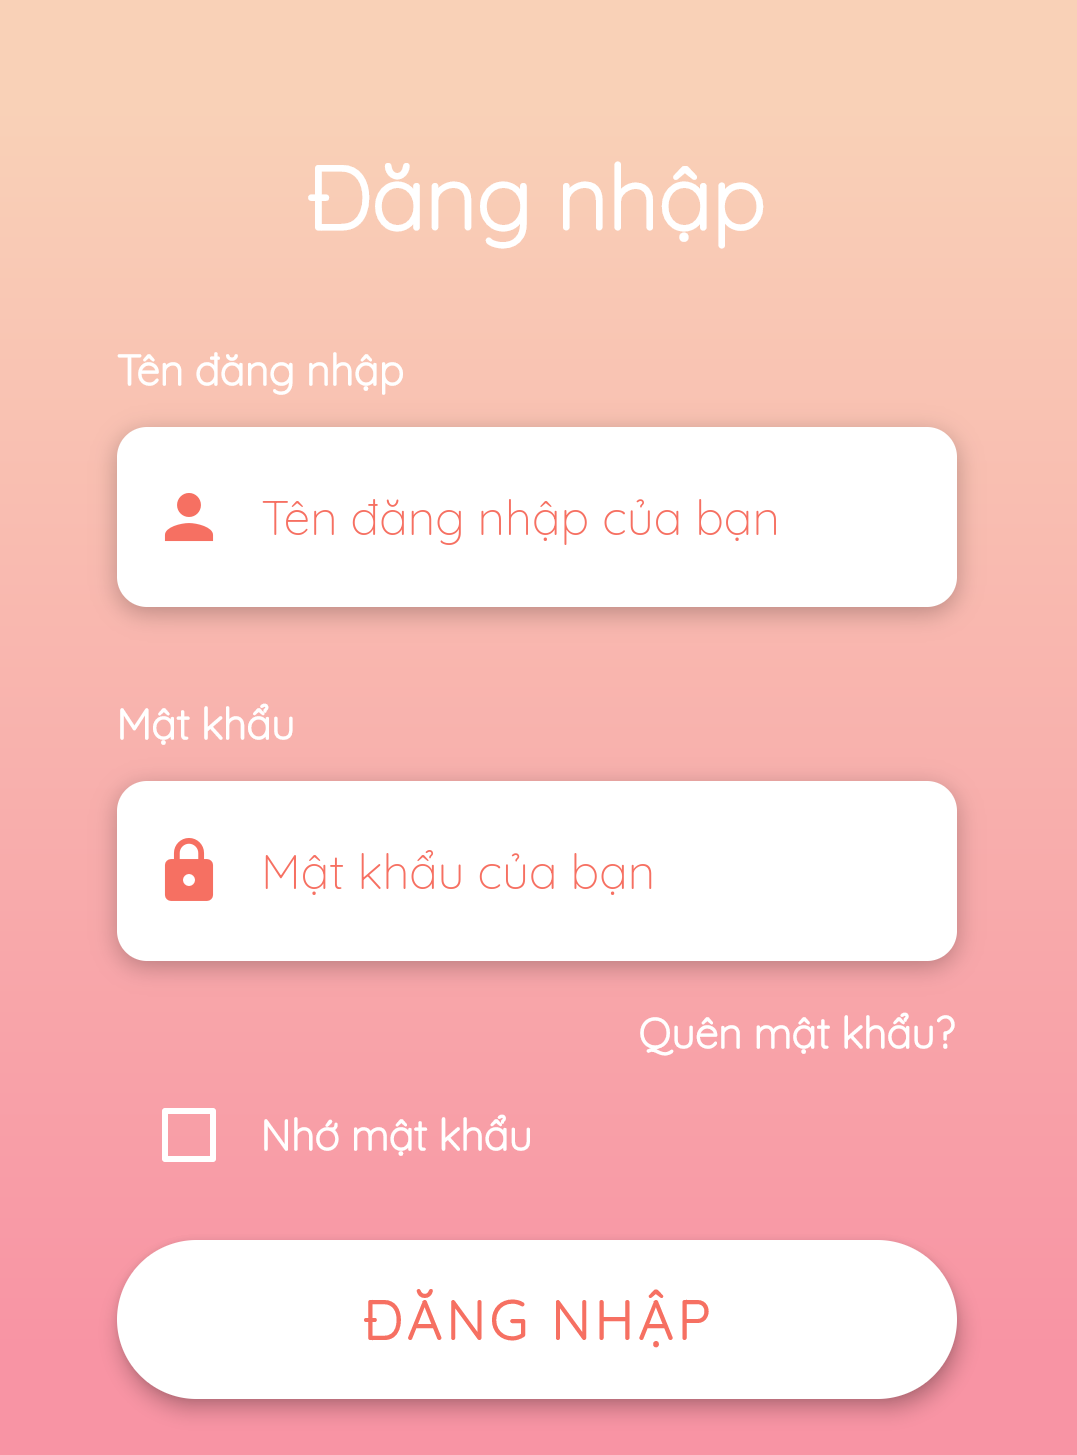 Đăng nhập
Tên đăng nhập
Tên đăng nhập của bạn
Mật khẩu
Mật khẩu của bạn
Quên mật khẩu?
Nhớ mật khẩu
ĐĂNG NHẬP